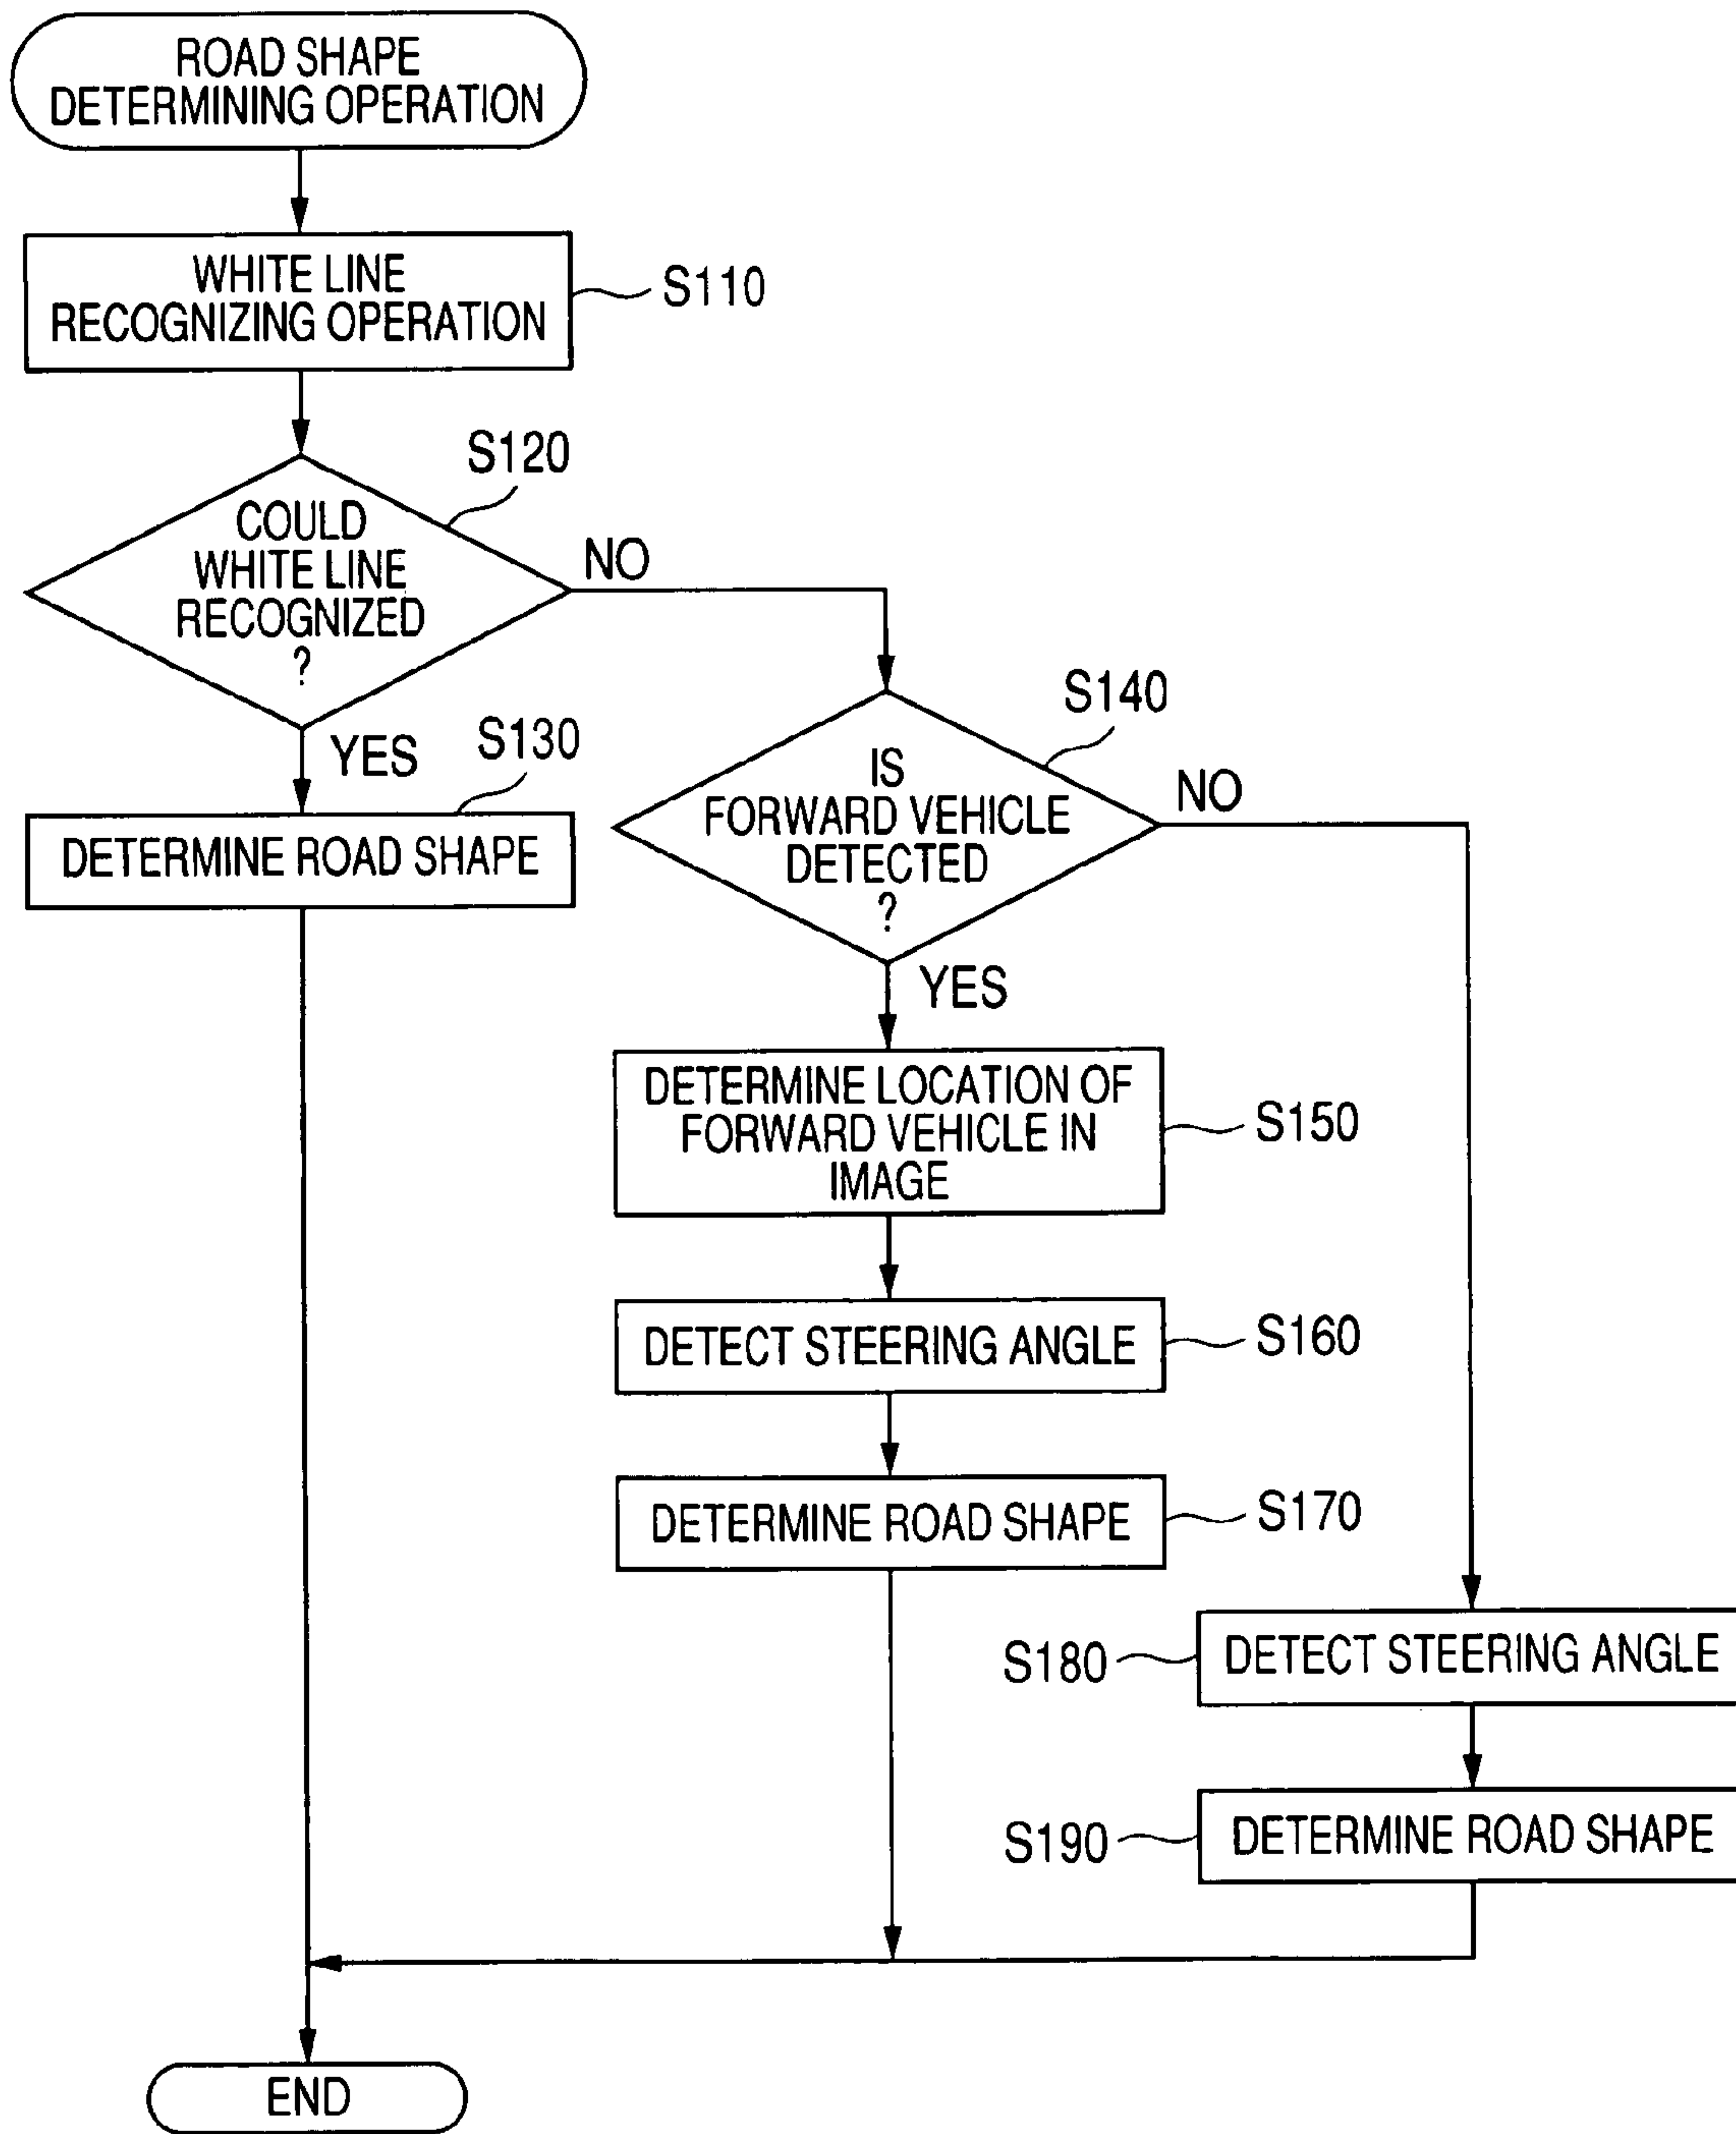 ROAD SHAPE
DETERMINING OPERATION
WHITE LINE
RECOGNIZING OPERATION
S110
S120
COULD
WHITE LINE
RECOGNIZED
?
NO
YES
S130
DETERMINE ROAD SHAPE
S140
IS
FORWARD VEHICLE
DETECTED
?
NO
YES
DETERMINE LOCATION OF
FORWARD VEHICLE IN
IMAGE
S150
DETECT STEERING ANGLE
S160
DETERMINE ROAD SHAPE
S170
S180
DETECT STEERING ANGLE
S190
DETERMINE ROAD SHAPE
END